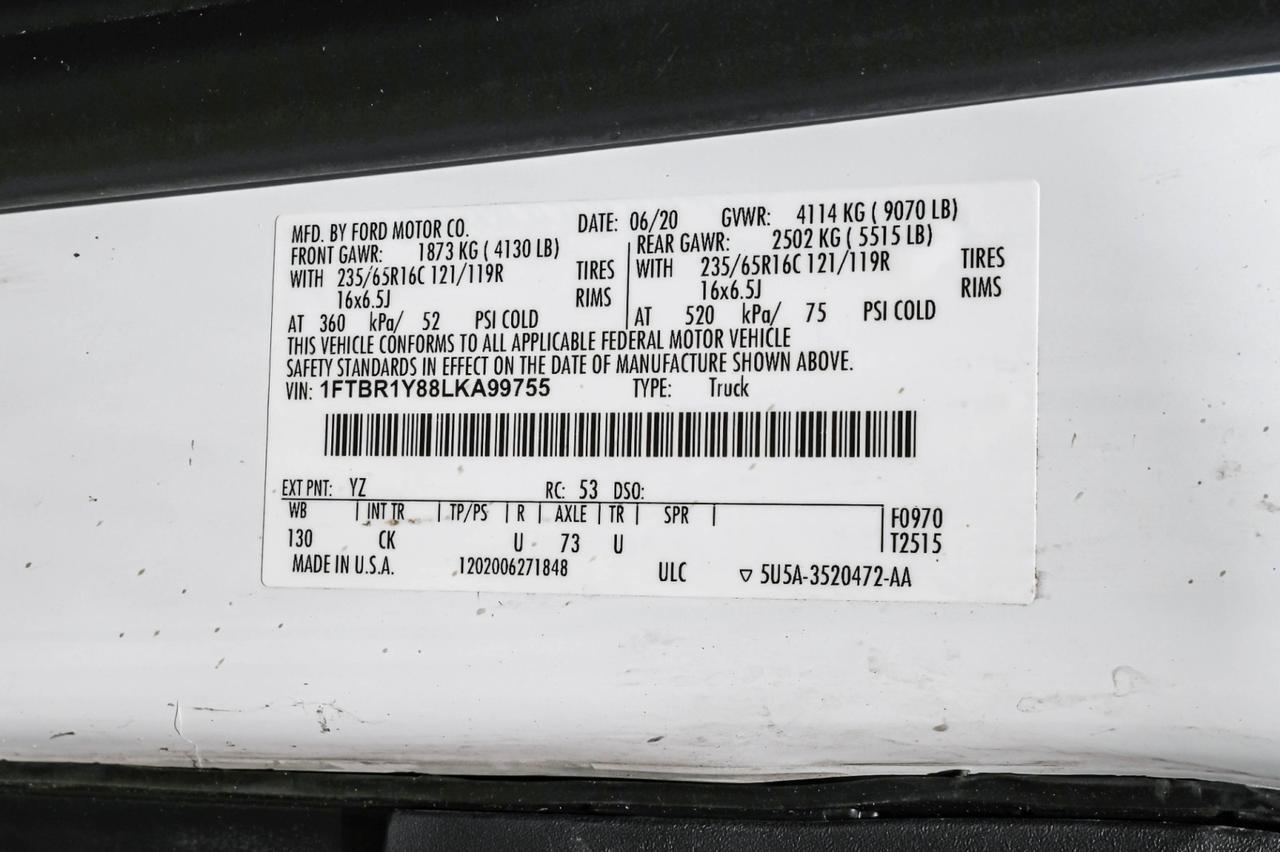 MFD. BY FORD MOTOR CO. DATE: 06/20 GVWR: 4114 KG ( 9070 LB)
FRONT GAWR: 1873 KG ( 4130 LB) REAR GAWR: 2502 KG ( 5515 LB)
WITH 235/65R16C 121/119R TIRES WITH 235/65R16C 121/119R TIRES
16x6.5J RIMS 16x6.5J RIMS
AT 360 kPa/ 52 PSI COLD AT 520 kPa/ 75 PSI COLD
THIS VEHICLE CONFORMS TO ALL APPLICABLE FEDERAL MOTOR VEHICLE
SAFETY STANDARDS IN EFFECT ON THE DATE OF MANUFACTURE SHOWN ABOVE.
VIN: 1FTBR1Y88LKA99755 TYPE: Truck
EXT PNT: YZ RC: 53 DSO:
WB INT TR TP/PS R AXLE TR SPR F0970
130 CK U 73 U T2515
MADE IN U.S.A. 1202006271848 ULC ▽ 5U5A-3520472-AA